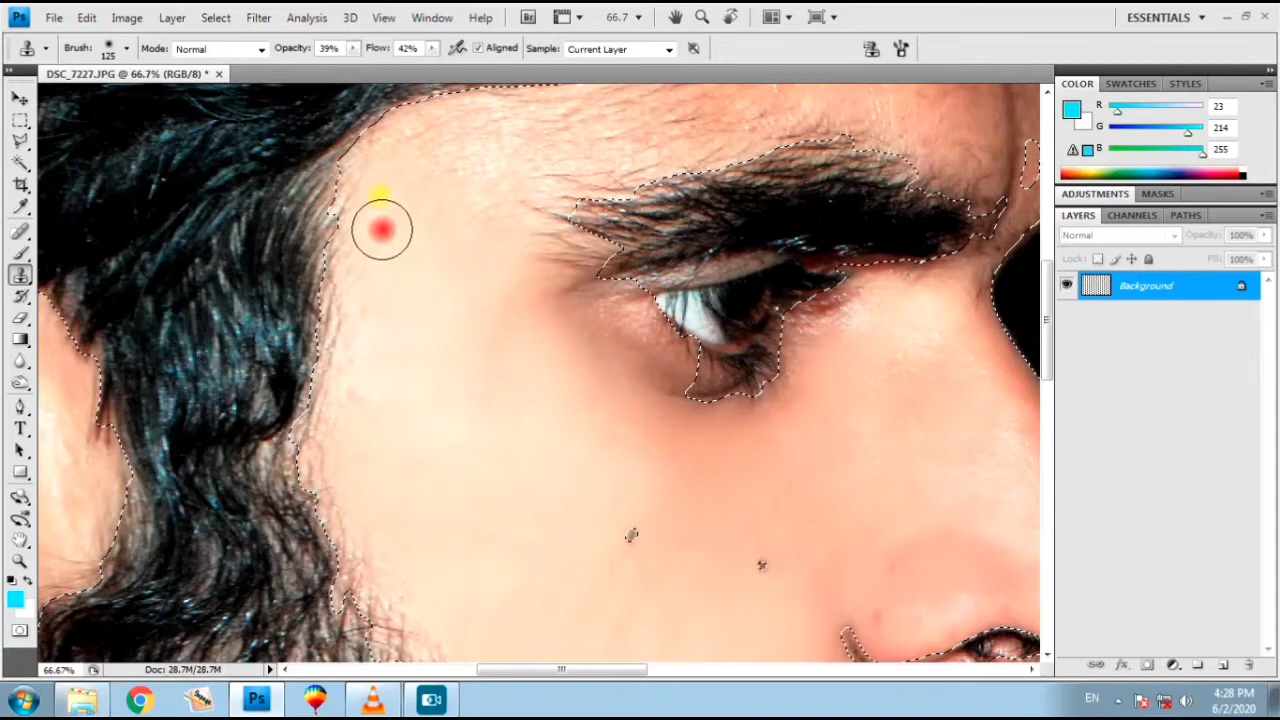 Ps File Edit Image Layer Select Filter Analysis 3D View Window Help Br 66.7 ESSENTIALS
Brush: 125 Mode: Normal Opacity: 39% Flow: 42% Aligned Sample: Current Layer
DSC_7227.JPG @ 66.7% (RGB/8) *
COLOR SWATCHES STYLES
R 23
G 214
B 255
ADJUSTMENTS MASKS
LAYERS CHANNELS PATHS
Normal Opacity: 100%
Lock: Fill: 100%
Background
T
66.67% Doc: 28.7M/28.7M
Ps EN 4:28 PM
6/2/2020